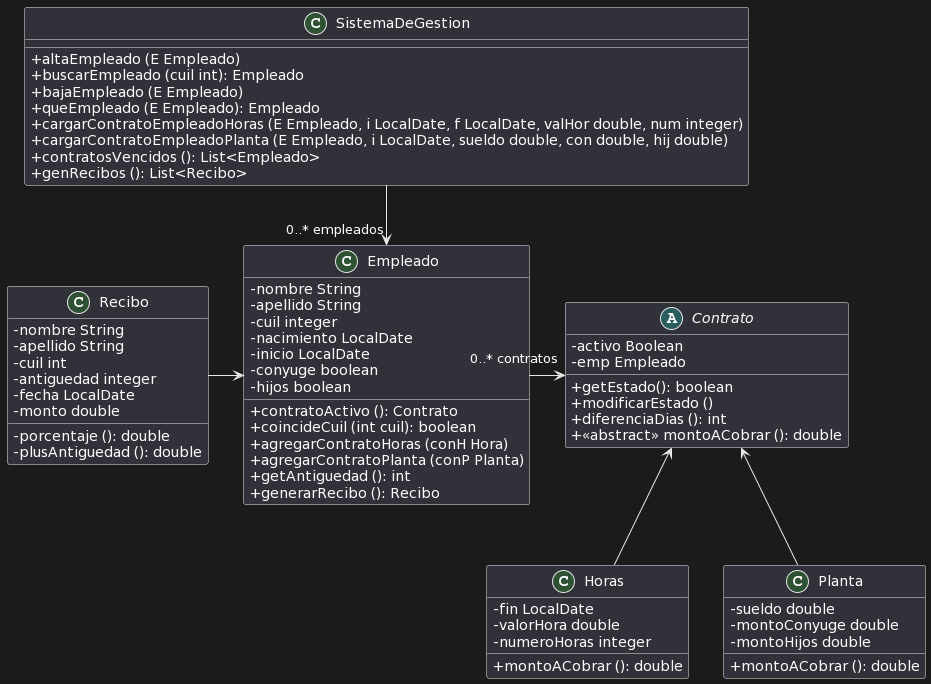 C SistemaDeGestion
+altaEmpleado (E Empleado)
+buscarEmpleado (cuil int): Empleado
+bajaEmpleado (E Empleado)
+queEmpleado (E Empleado): Empleado
+cargarContratoEmpleadoHoras (E Empleado, i LocalDate, f LocalDate, valHor double, num integer)
+cargarContratoEmpleadoPlanta (E Empleado, i LocalDate, sueldo double, con double, hij double)
+contratosVencidos (): List<Empleado>
+genRecibos (): List<Recibo>
0..* empleados
C Recibo
-nombre String
-apellido String
-cuil int
-antiguedad integer
-fecha LocalDate
-monto double
-porcentaje (): double
-plusAntiguedad (): double
C Empleado
-nombre String
-apellido String
-cuil integer
-nacimiento LocalDate
-inicio LocalDate
-conyuge boolean
-hijos boolean
+contratoActivo (): Contrato
+coincideCuil (int cuil): boolean
+agregarContratoHoras (conH Hora)
+agregarContratoPlanta (conP Planta)
+getAntiguedad (): int
+generarRecibo (): Recibo
0..* contratos
A Contrato
-activo Boolean
-emp Empleado
+getEstado(): boolean
+modificarEstado ()
+diferenciaDias (): int
+«abstract» montoACobrar (): double
C Horas
-fin LocalDate
-valorHora double
-numeroHoras integer
+montoACobrar (): double
C Planta
-sueldo double
-montoConyuge double
-montoHijos double
+montoACobrar (): double